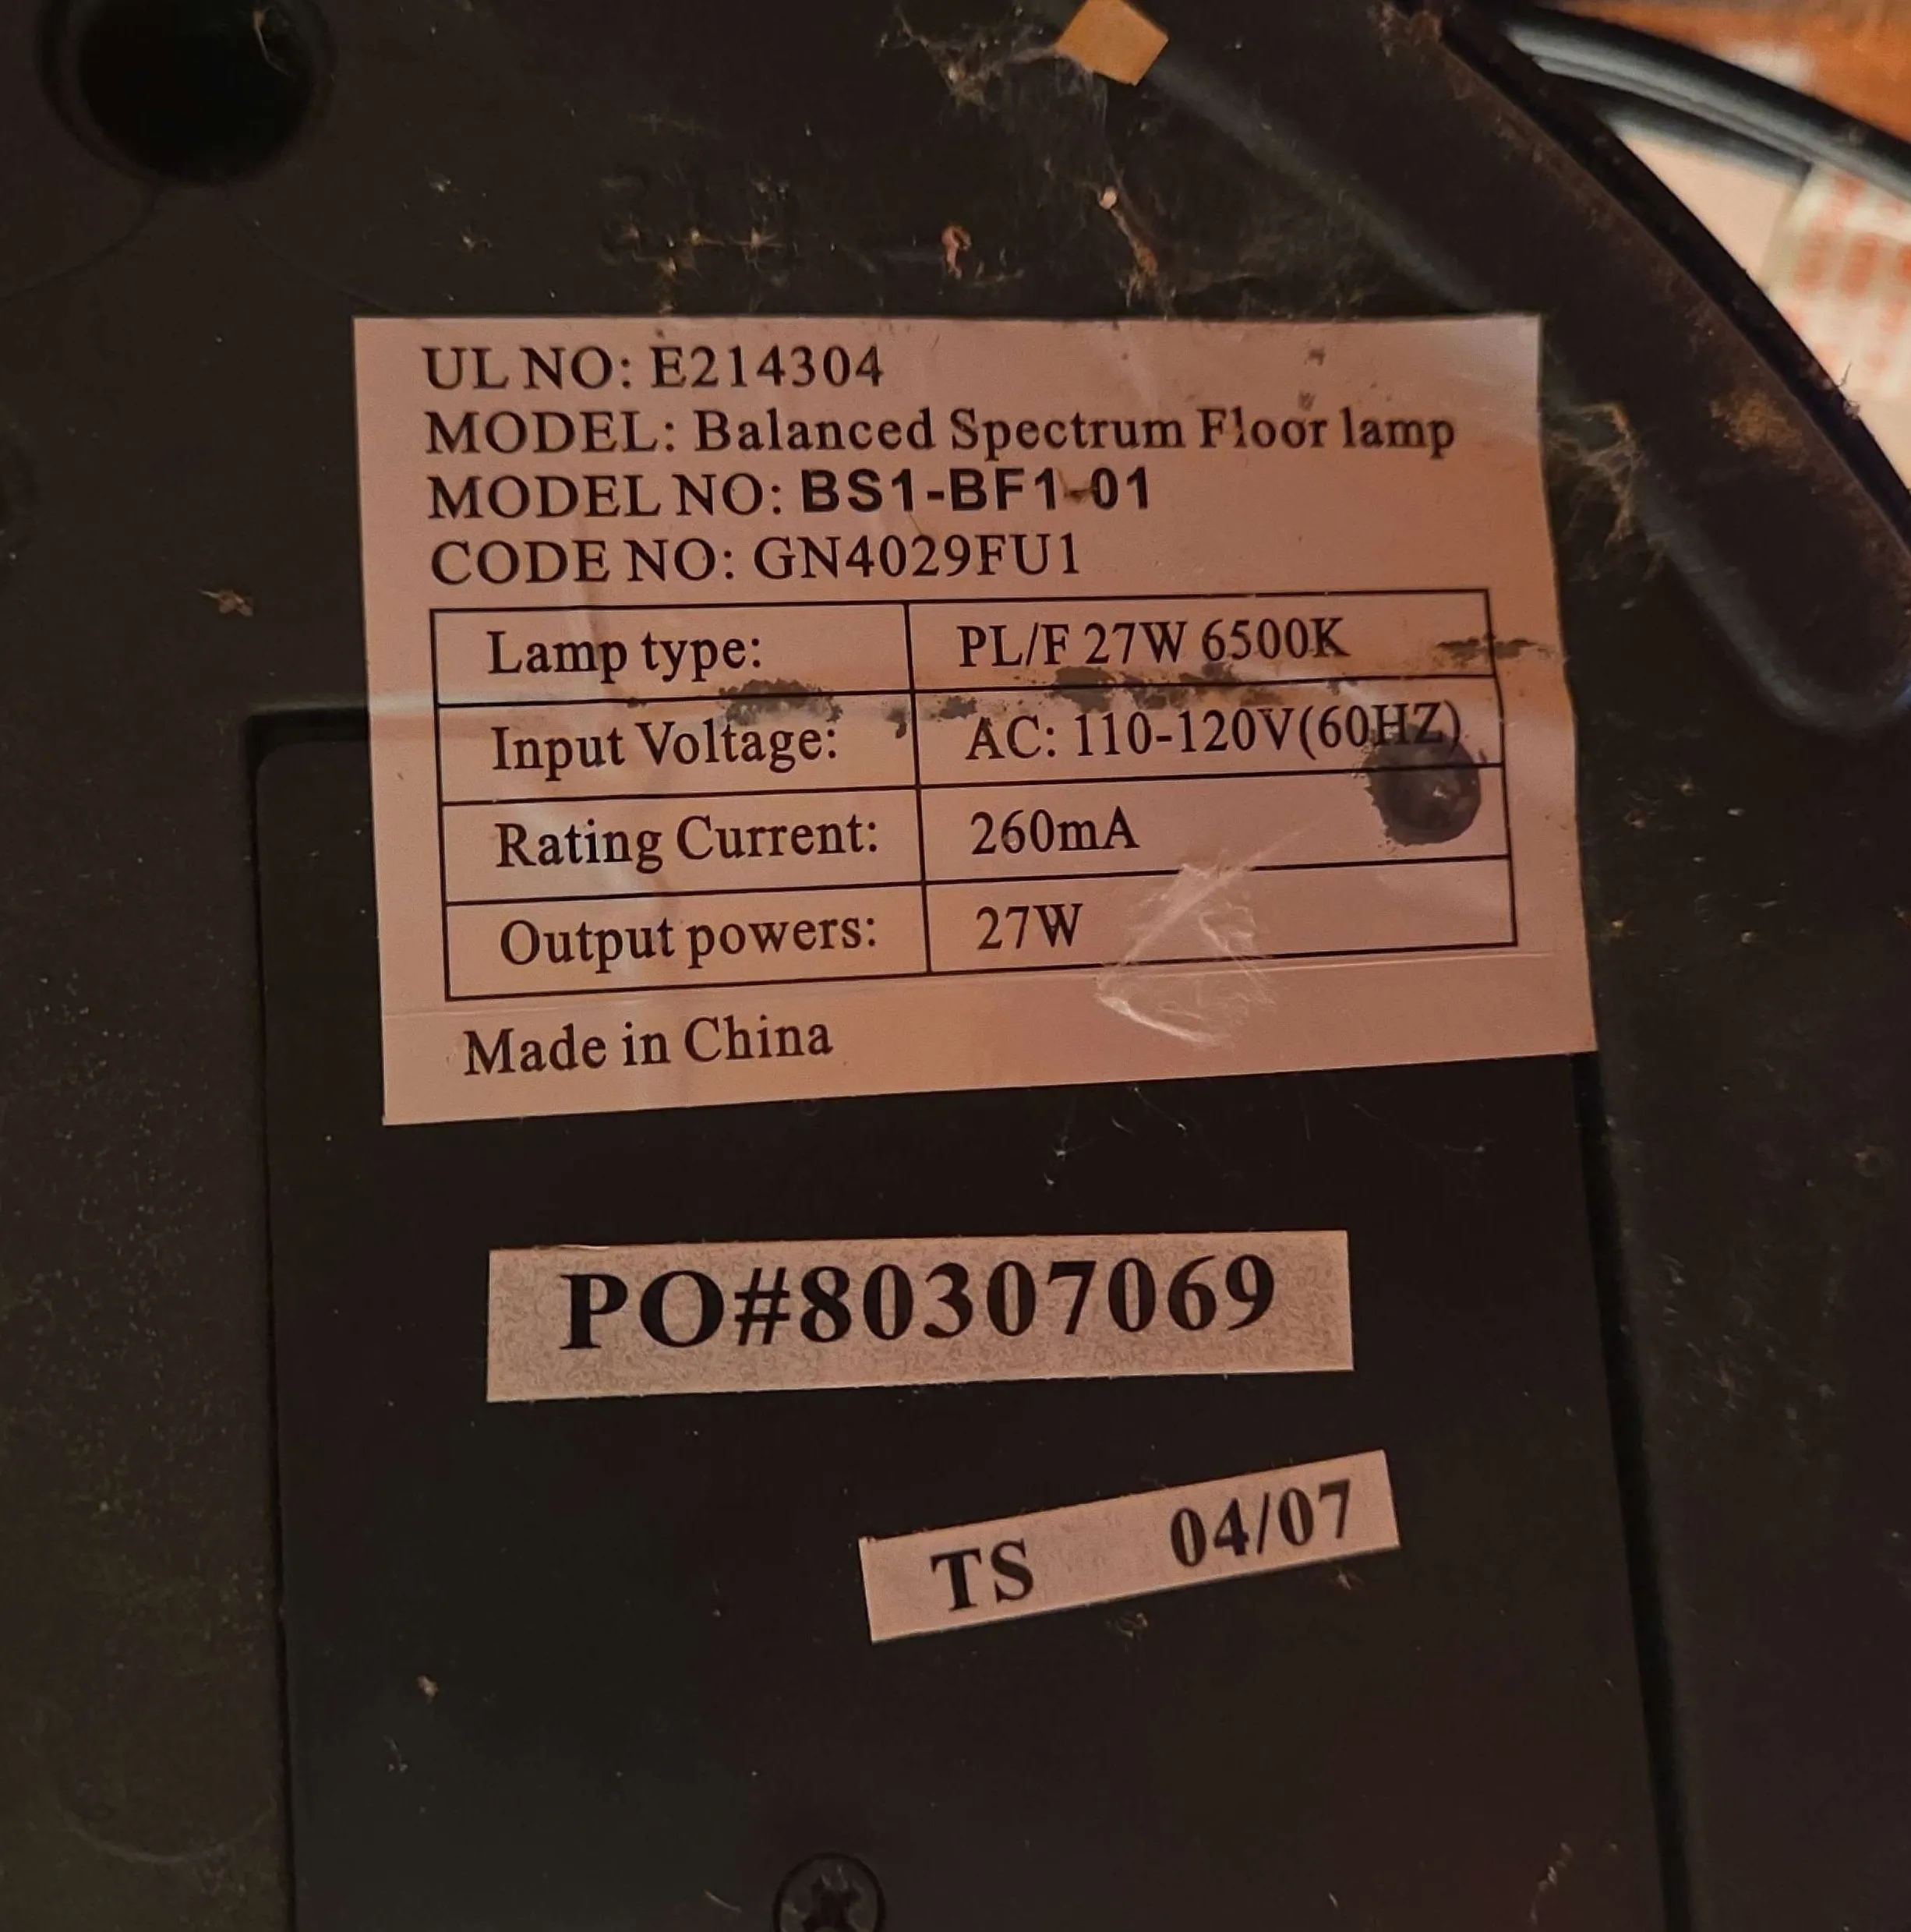 UL NO: E214304
MODEL: Balanced Spectrum Floor lamp
MODEL NO: BS1-BF1-01
CODE NO: GN4029FU1
Lamp type: PL/F 27W 6500K
Input Voltage: AC: 110-120V(60HZ)
Rating Current: 260mA
Output powers: 27W
Made in China
PO#80307069
TS 04/07